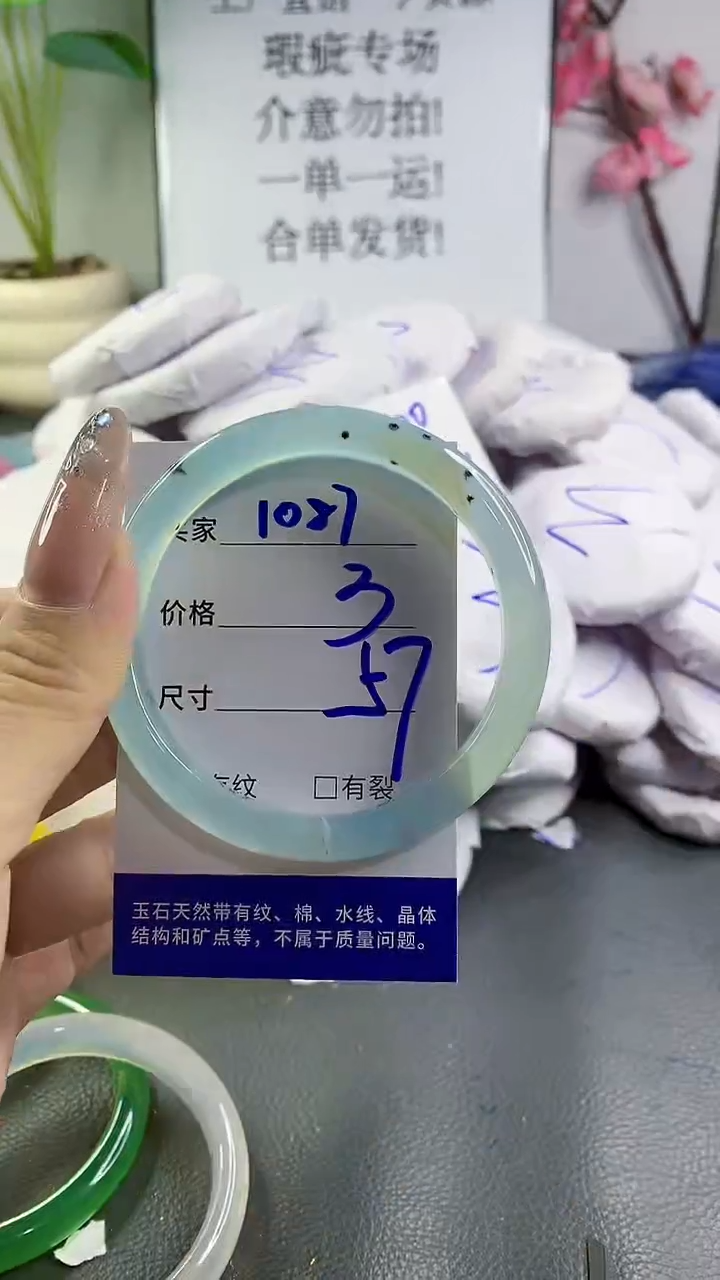 瑕疵专场
介意勿拍!
一单一运!
合单发货!
家 1087
价格 3
尺寸 57
纹 □有裂
玉石天然带有纹、棉、水线、晶体
结构和矿点等，不属于质量问题。